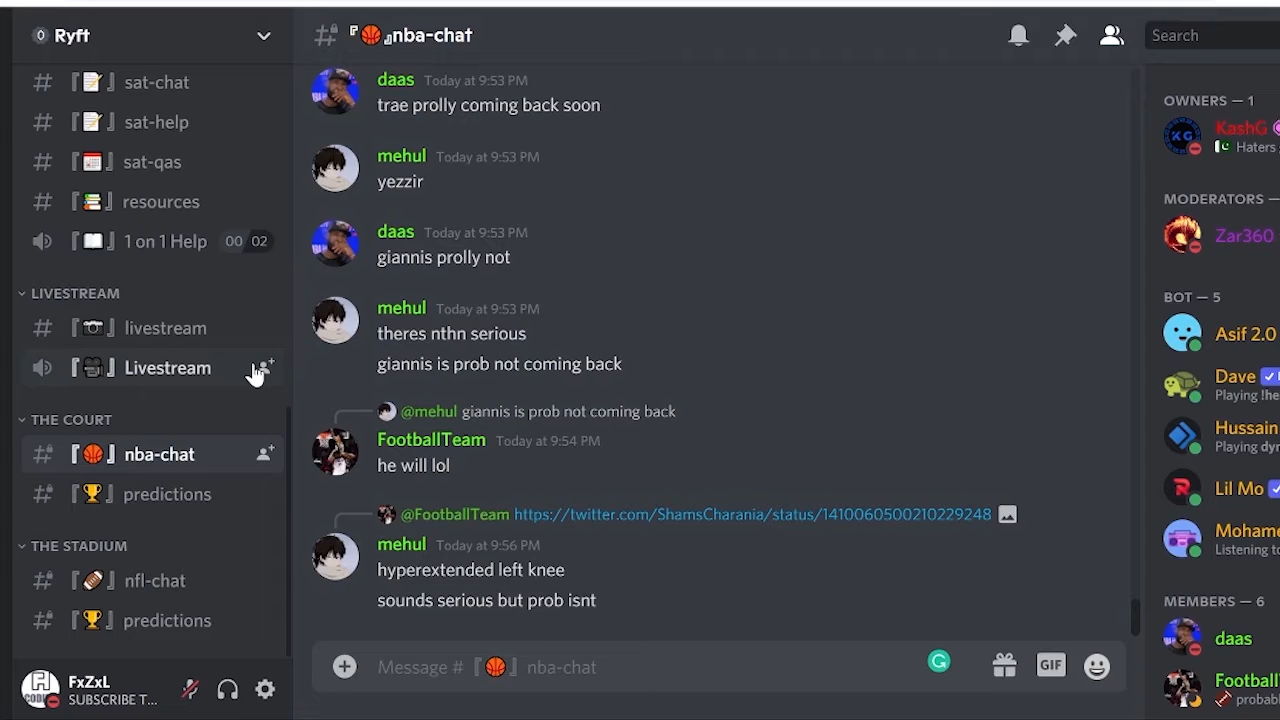 Ryft
sat-chat
sat-help
sat-qas
resources
1 on 1 Help 00 02
LIVESTREAM
livestream
Livestream
THE COURT
nba-chat
predictions
THE STADIUM
nfl-chat
predictions
FxZxL
SUBSCRIBE T...
nba-chat
Search
daas Today at 9:53 PM
trae prolly coming back soon
mehul Today at 9:53 PM
yezzir
daas Today at 9:53 PM
giannis prolly not
mehul Today at 9:53 PM
theres nthn serious
giannis is prob not coming back
@mehul giannis is prob not coming back
FootballTeam Today at 9:54 PM
he will lol
@FootballTeam https://twitter.com/ShamsCharania/status/1410060500210229248
mehul Today at 9:56 PM
hyperextended left knee
sounds serious but prob isnt
Message # 『🏀』 nba-chat
GIF
OWNERS — 1
KG
KashG
Haters
MODERATORS —
Zar360
BOT — 5
Asif 2.0
Dave
Playing !he
Hussain
Playing dyn
Lil Mo
Mohame
Listening to
MEMBERS — 6
daas
Football
probab